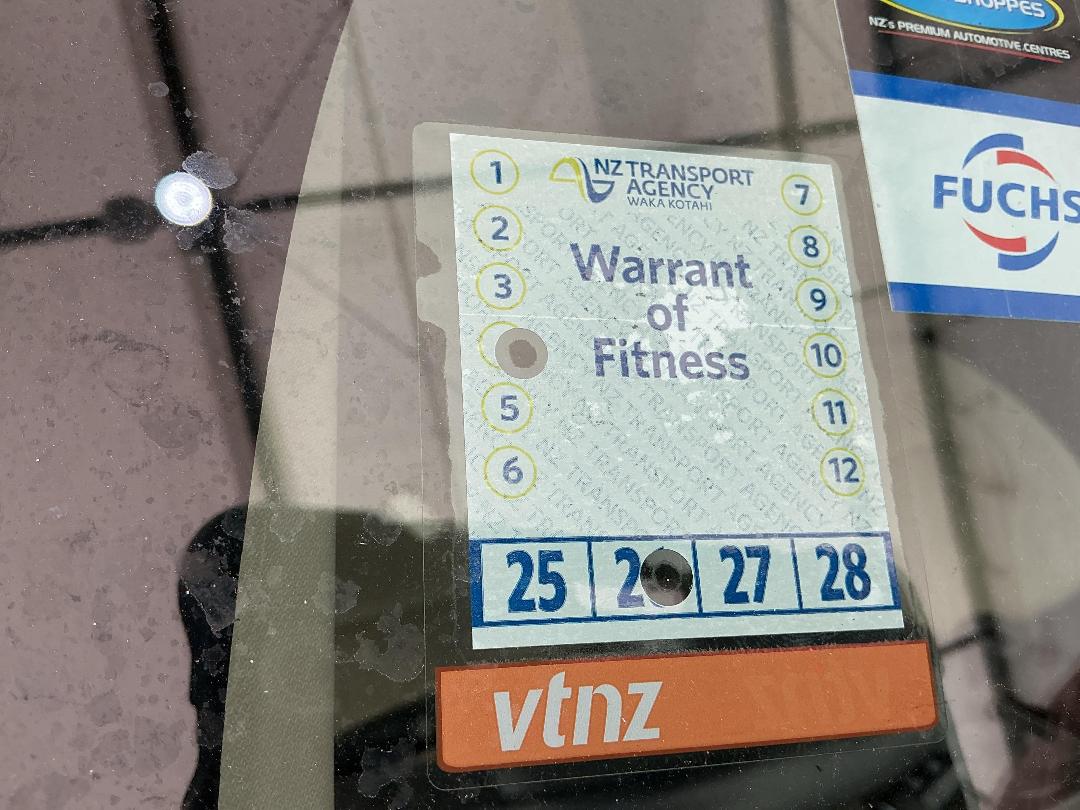 NZ's PREMIUM AUTOMOTIVE CENTRES
FUCHS
NZ TRANSPORT
AGENCY
WAKA KOTAHI
Warrant
of
Fitness
1
2
3
5
6
7
8
9
10
11
12
25 2 27 28
vtnz